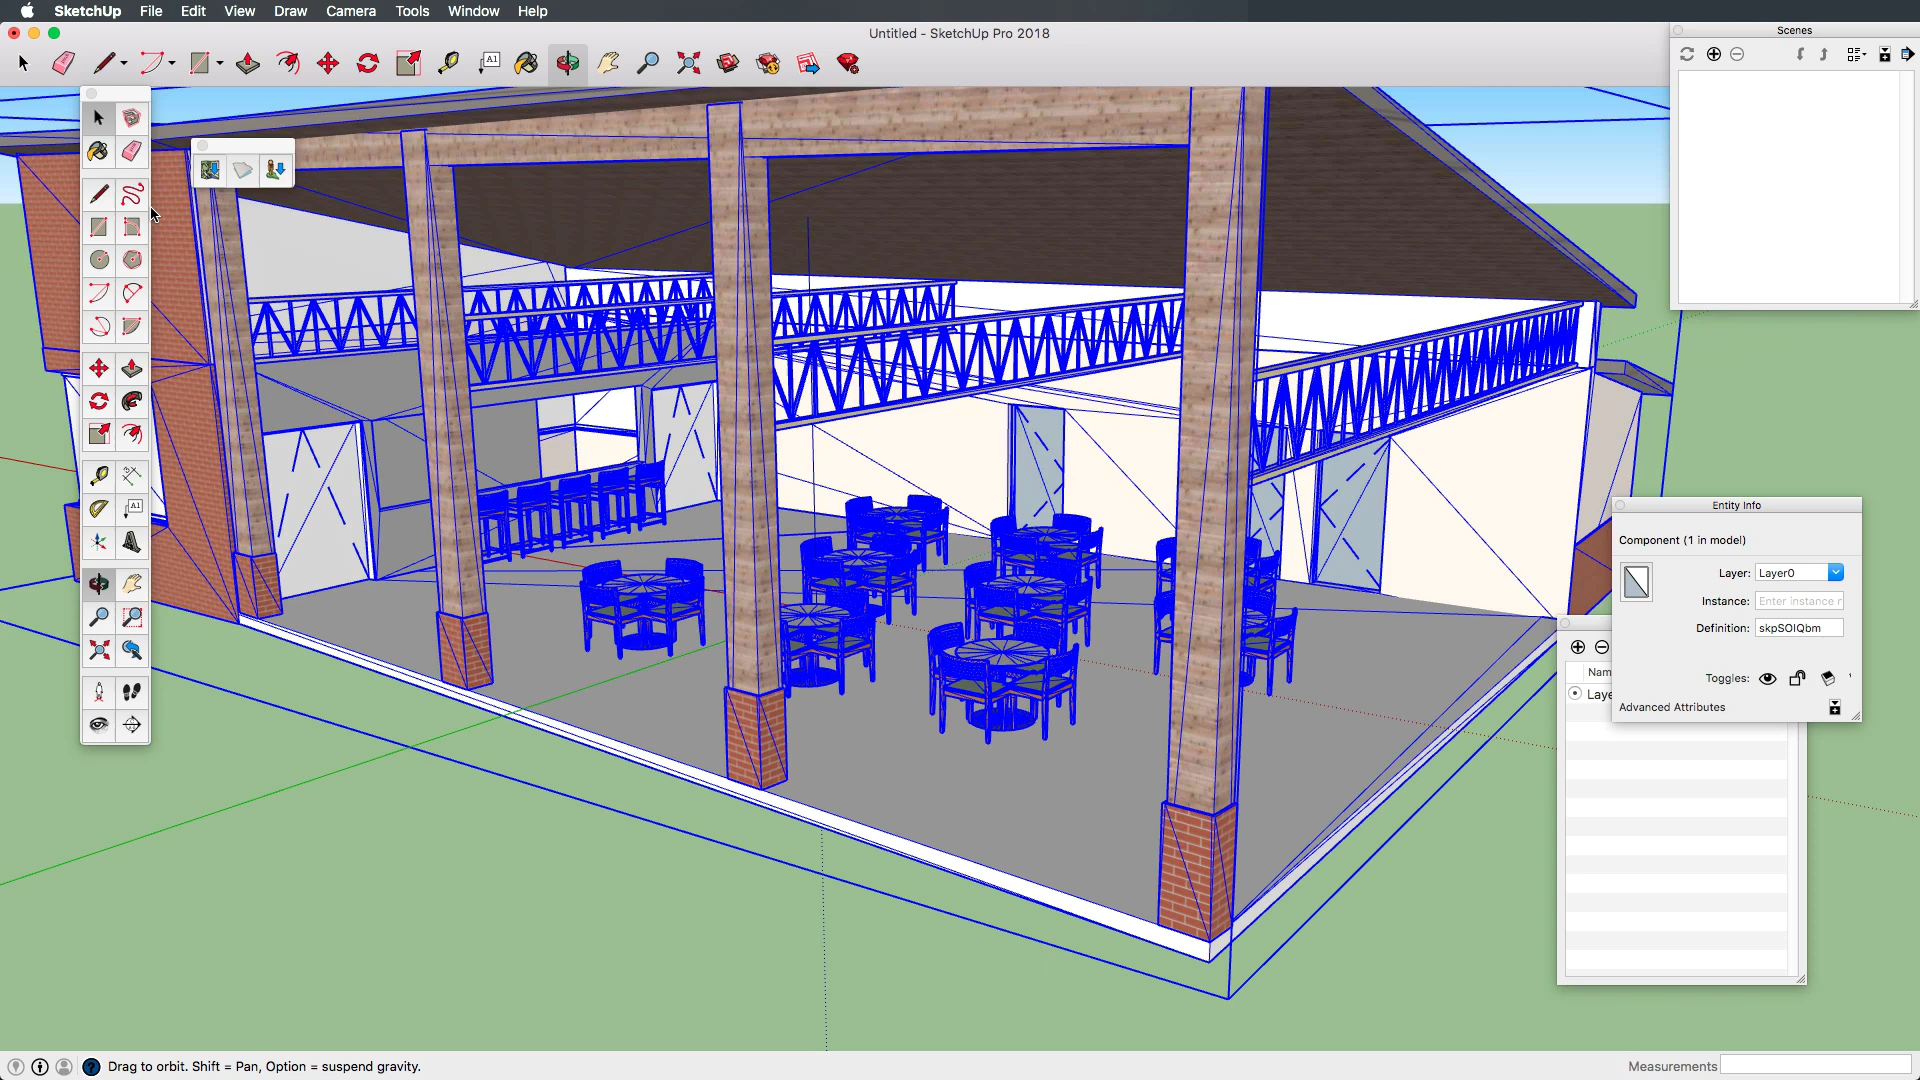 SketchUp File Edit View Draw Camera Tools Window Help
Untitled - SketchUp Pro 2018
Scenes
A1
A1
Entity Info
Component (1 in model)
Layer: Layer0
Instance: Enter instance r
Definition: skpSOIQbm
Toggles:
Advanced Attributes
Nam
Laye
Drag to orbit. Shift = Pan, Option = suspend gravity.
Measurements